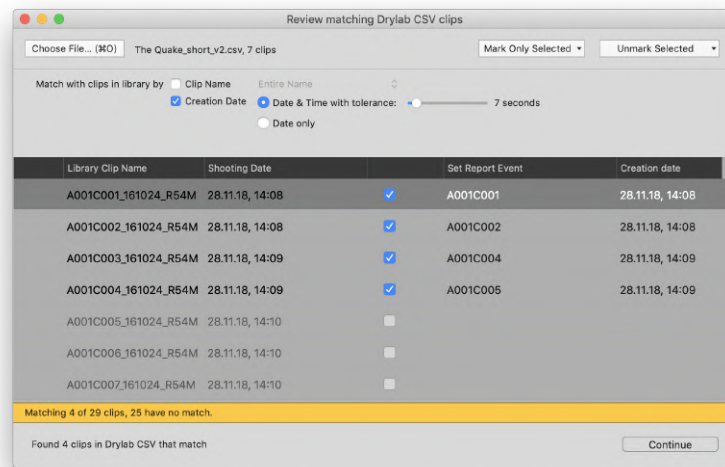 Review matching Drylab CSV clips
Choose File... (⌘O) The Quake_short_v2.csv, 7 clips Mark Only Selected Unmark Selected
Match with clips in library by Clip Name Entire Name
Creation Date Date & Time with tolerance: 7 seconds
Date only
Library Clip Name Shooting Date Set Report Event Creation date
A001C001_161024_R54M 28.11.18, 14:08 A001C001 28.11.18, 14:08
A001C002_161024_R54M 28.11.18, 14:08 A001C002 28.11.18, 14:08
A001C003_161024_R54M 28.11.18, 14:09 A001C004 28.11.18, 14:09
A001C004_161024_R54M 28.11.18, 14:09 A001C005 28.11.18, 14:09
A001C005_161024_R54M 28.11.18, 14:10
A001C006_161024_R54M 28.11.18, 14:10
A001C007_161024_R54M 28.11.18, 14:10
Matching 4 of 29 clips, 25 have no match.
Found 4 clips in Drylab CSV that match Continue